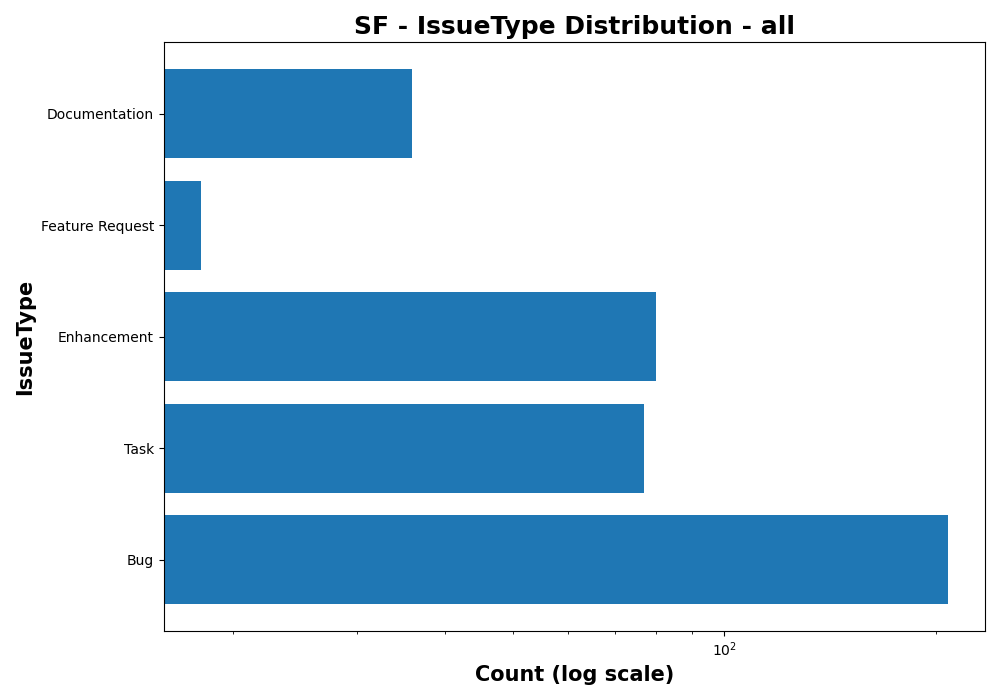 SF - IssueType Distribution - all
Documentation
Feature Request
Enhancement
Task
Bug
IssueType
10²
Count (log scale)